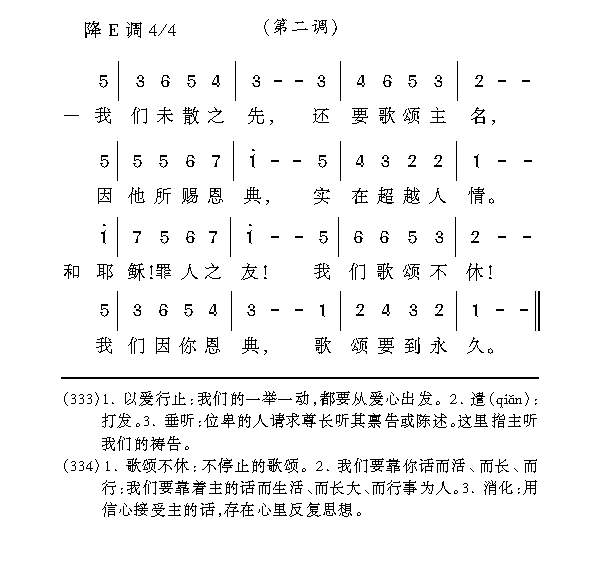 降E调4/4 (第二调)
5 | 3 6 5 4 | 3 - - 3 | 4 6 5 3 | 2 - -
一 我 们 未 散 之 先， 还 要 歌 颂 主 名，
5 | 5 5 6 7 | i - - 5 | 4 3 2 2 | 1 - -
因 他 所 赐 恩 典， 实 在 超 越 人 情。
i | 7 5 6 7 | i - - 5 | 6 6 5 3 | 2 - -
和 耶 稣！罪 人 之 友！ 我 们 歌 颂 不 休！
5 | 3 6 5 4 | 3 - - 1 | 2 4 3 2 | 1 - - ‖
我 们 因 你 恩 典， 歌 颂 要 到 永 久。
(333)1. 以爱行止：我们的一举一动，都要从爱心出发。2. 遣(qiǎn)：
打发。3. 垂听：位卑的人请求尊长听其禀告或陈述。这里指主听
我们的祷告。
(334)1. 歌颂不休：不停止的歌颂。2. 我们要靠你话而活、而长、而
行：我们要靠着主的话而生活、而长大、而行事为人。3. 消化：用
信心接受主的话，存在心里反复思想。